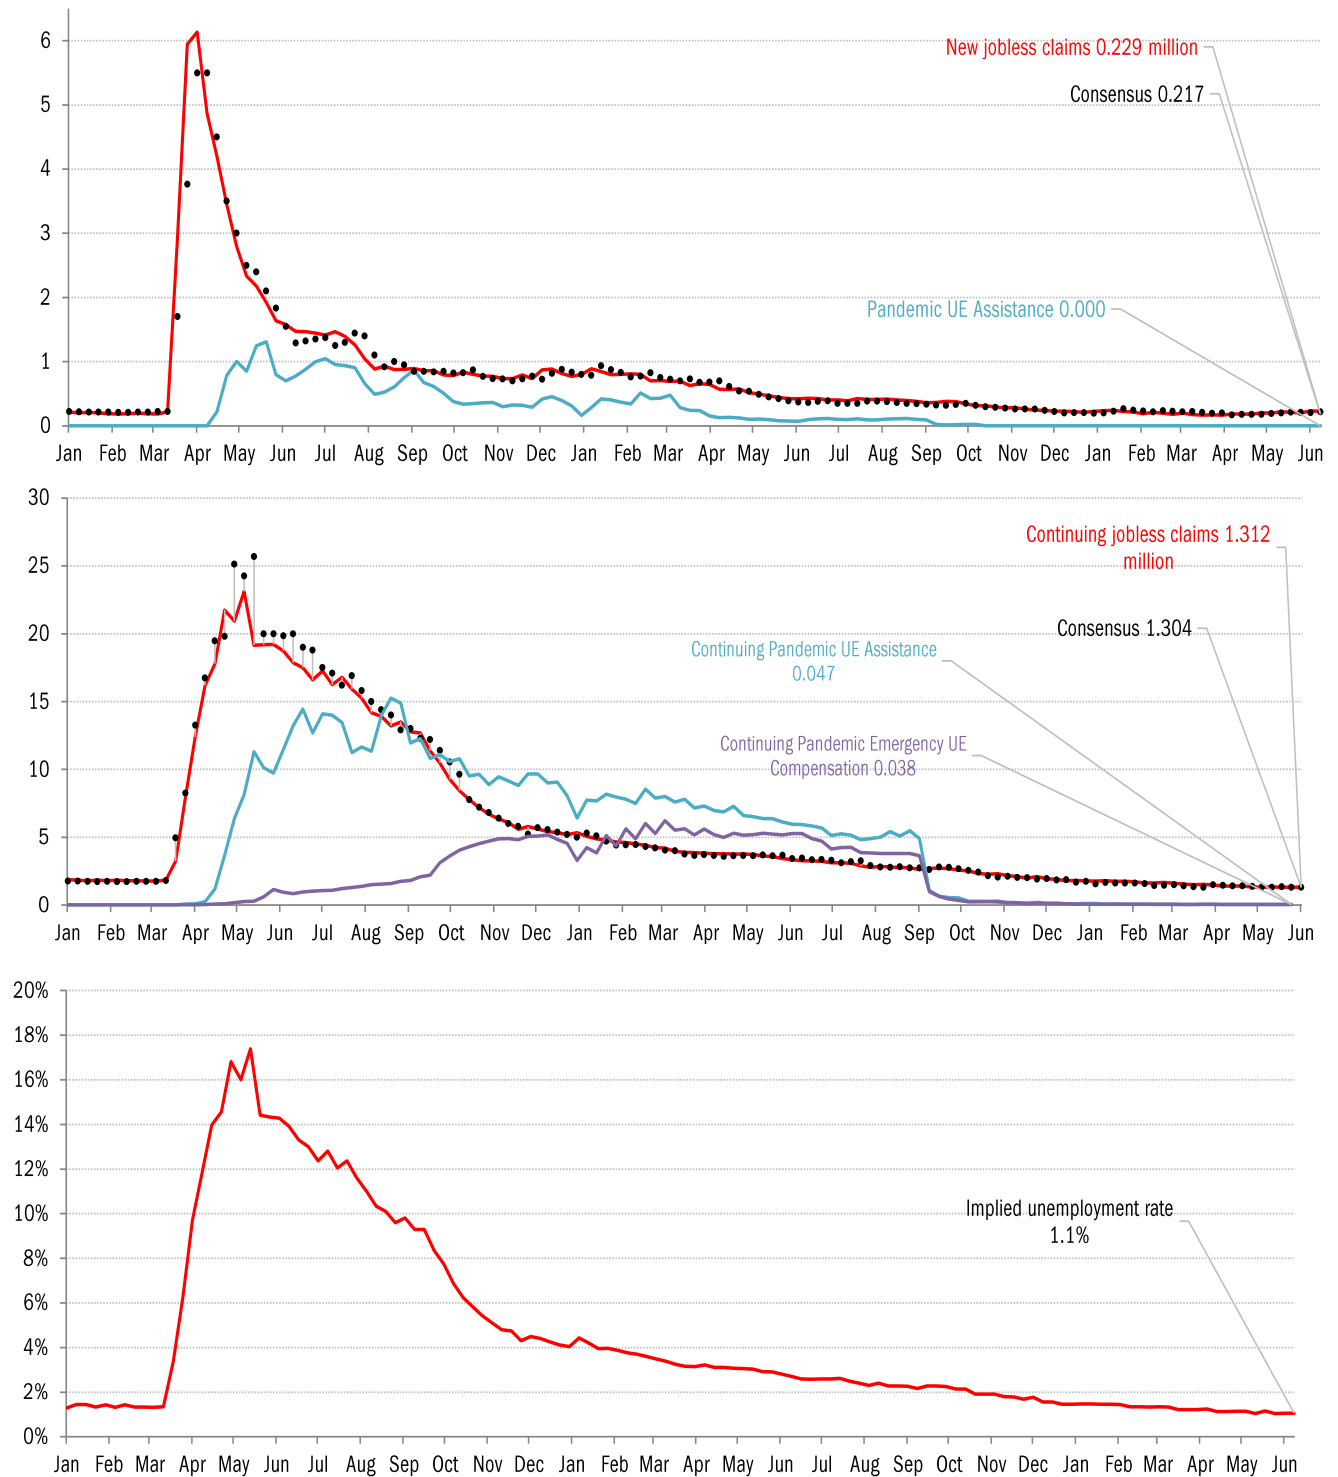 6
New jobless claims 0.229 million
Consensus 0.217
5
4
3
2
Pandemic UE Assistance 0.000
1
0
Jan Feb Mar Apr May Jun Jul Aug Sep Oct Nov Dec Jan Feb Mar Apr May Jun Jul Aug Sep Oct Nov Dec Jan Feb Mar Apr May Jun
30
Continuing jobless claims 1.312
million
25
Consensus 1.304
20
Continuing Pandemic UE Assistance
0.047
15
Continuing Pandemic Emergency UE
Compensation 0.038
10
5
0
Jan Feb Mar Apr May Jun Jul Aug Sep Oct Nov Dec Jan Feb Mar Apr May Jun Jul Aug Sep Oct Nov Dec Jan Feb Mar Apr May Jun
20%
18%
16%
14%
12%
10%
Implied unemployment rate
1.1%
8%
6%
4%
2%
0%
Jan Feb Mar Apr May Jun Jul Aug Sep Oct Nov Dec Jan Feb Mar Apr May Jun Jul Aug Sep Oct Nov Dec Jan Feb Mar Apr May Jun